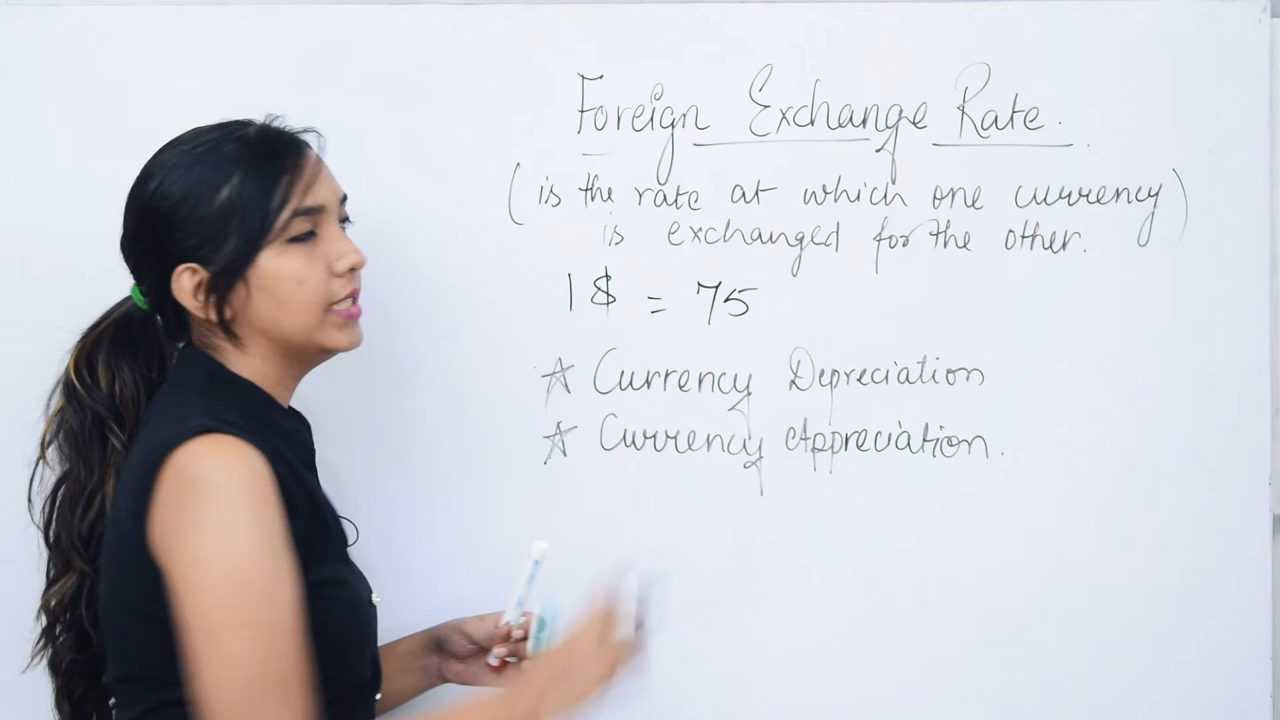 Foreign Exchange Rate.
(is the rate at which one currency)
is exchanged for the other.
1$ = 75
☆ Currency Depreciation
☆ Currency Appreciation.